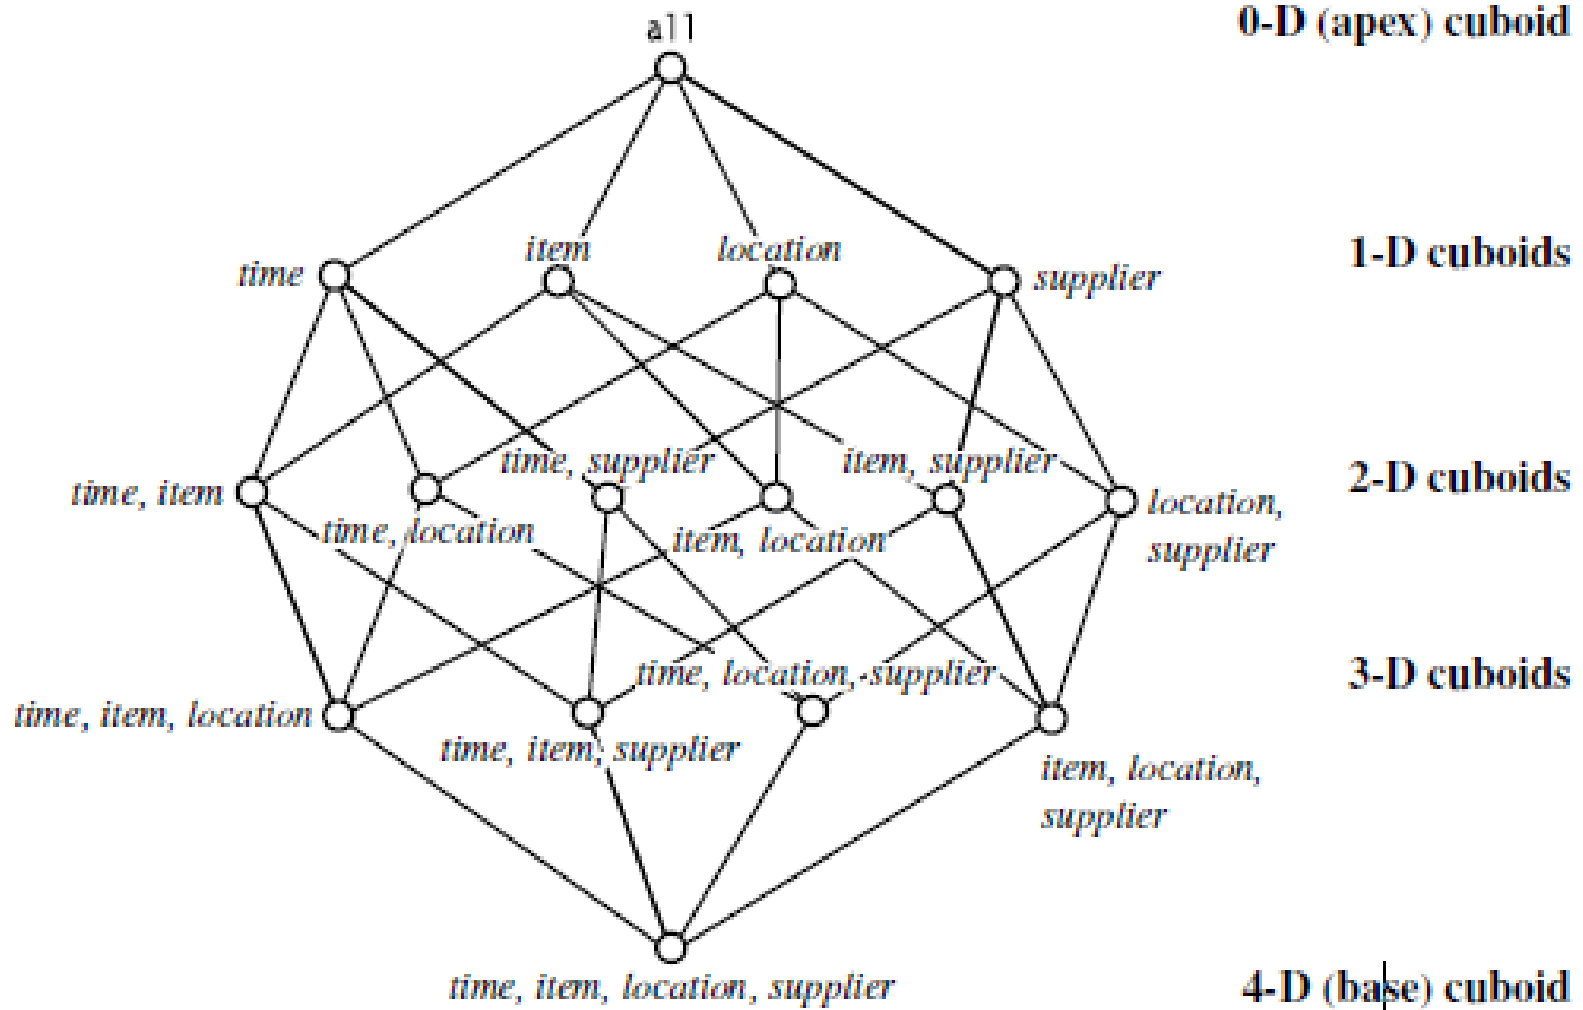 all
0-D (apex) cuboid
time
item
location
supplier
1-D cuboids
time, item
time, location
time, supplier
item, location
item, supplier
location,
supplier
2-D cuboids
time, item, location
time, item, supplier
time, location, supplier
item, location,
supplier
3-D cuboids
time, item, location, supplier
4-D (base) cuboid